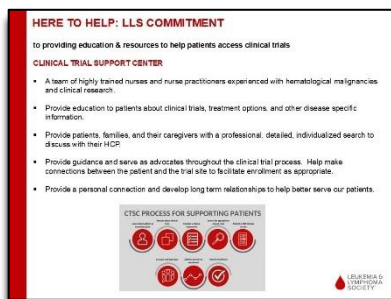 HERE TO HELP: LLS COMMITMENT
to providing education & resources to help patients access clinical trials
CLINICAL TRIAL SUPPORT CENTER
▪ A team of highly trained nurses and nurse practitioners experienced with hematological malignancies
and clinical research.
▪ Provide education to patients about clinical trials, treatment options, and other disease specific
information.
▪ Provide patients, families, and their caregivers with a professional, detailed, individualized search to
discuss with their HCP.
▪ Provide guidance and serve as advocates throughout the clinical trial process. Help make
connections between the patient and the trial site to facilitate enrollment as appropriate.
▪ Provide a personal connection and develop long term relationships to help better serve our patients.
CTSC PROCESS FOR SUPPORTING PATIENTS
LEUKEMIA &
LYMPHOMA
SOCIETY